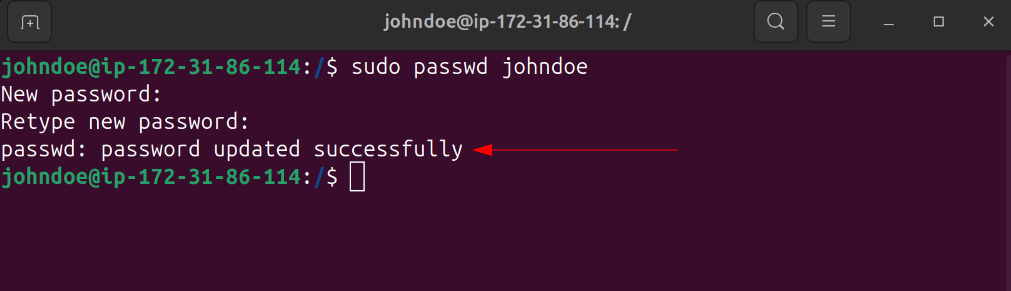 johndoe@ip-172-31-86-114: /
johndoe@ip-172-31-86-114:/$ sudo passwd johndoe
New password:
Retype new password:
passwd: password updated successfully
johndoe@ip-172-31-86-114:/$